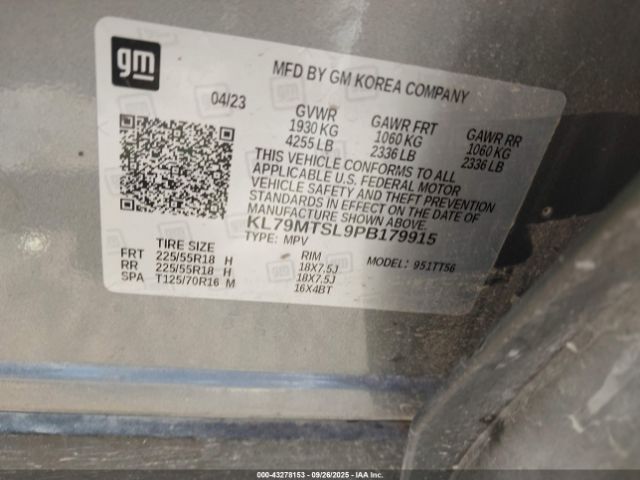 gm
MFD BY GM KOREA COMPANY
04/23
GVWR GAWR FRT GAWR RR
1930 KG 1060 KG 1060 KG
4255 LB 2336 LB 2336 LB
THIS VEHICLE CONFORMS TO ALL
APPLICABLE U.S. FEDERAL MOTOR
VEHICLE SAFETY AND THEFT PREVENTION
STANDARDS IN EFFECT ON THE DATE OF
MANUFACTURE SHOWN ABOVE.
KL79MTSL9PB179915
TYPE: MPV MODEL: 951TT56
TIRE SIZE RIM
FRT 225/55R18 H 18X7.5J
RR 225/55R18 H 18X7.5J
SPA T125/70R16 M 16X4BT
000-43278153 - 09/26/2025 - IAA Inc.